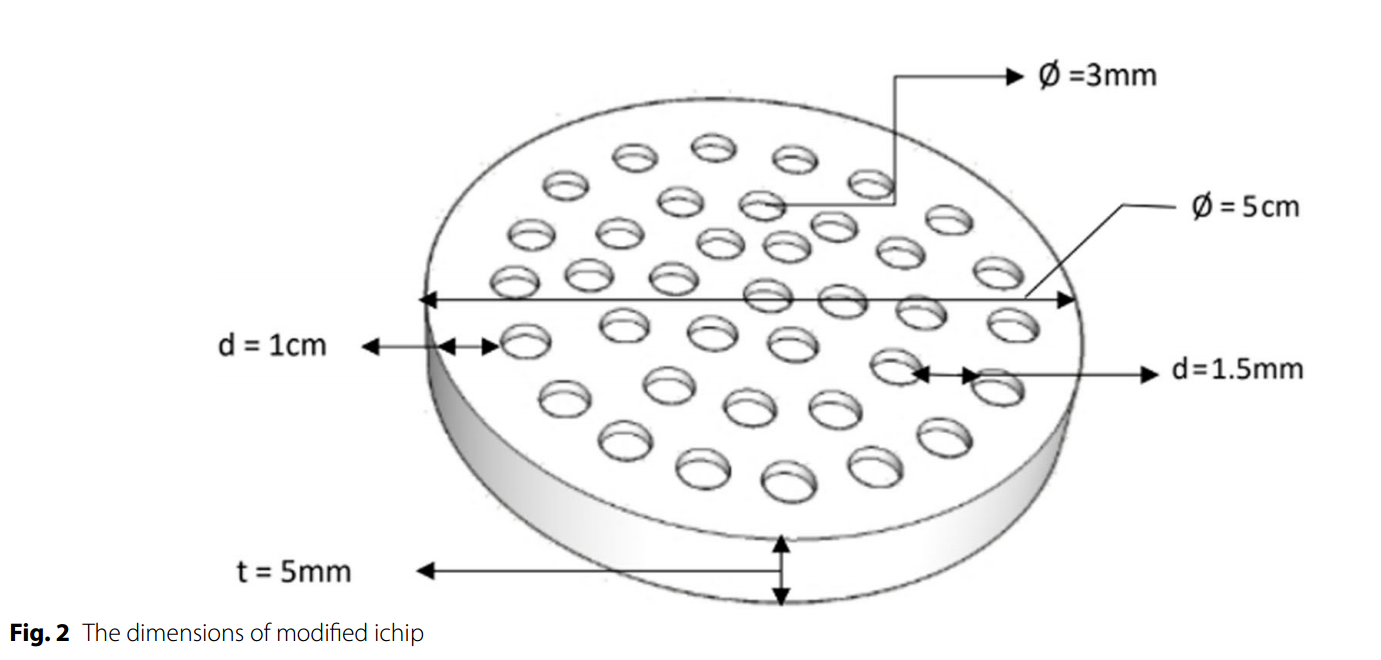 Ø =3mm
Ø = 5cm
d = 1cm
d=1.5mm
t = 5mm
Fig. 2 The dimensions of modified ichip